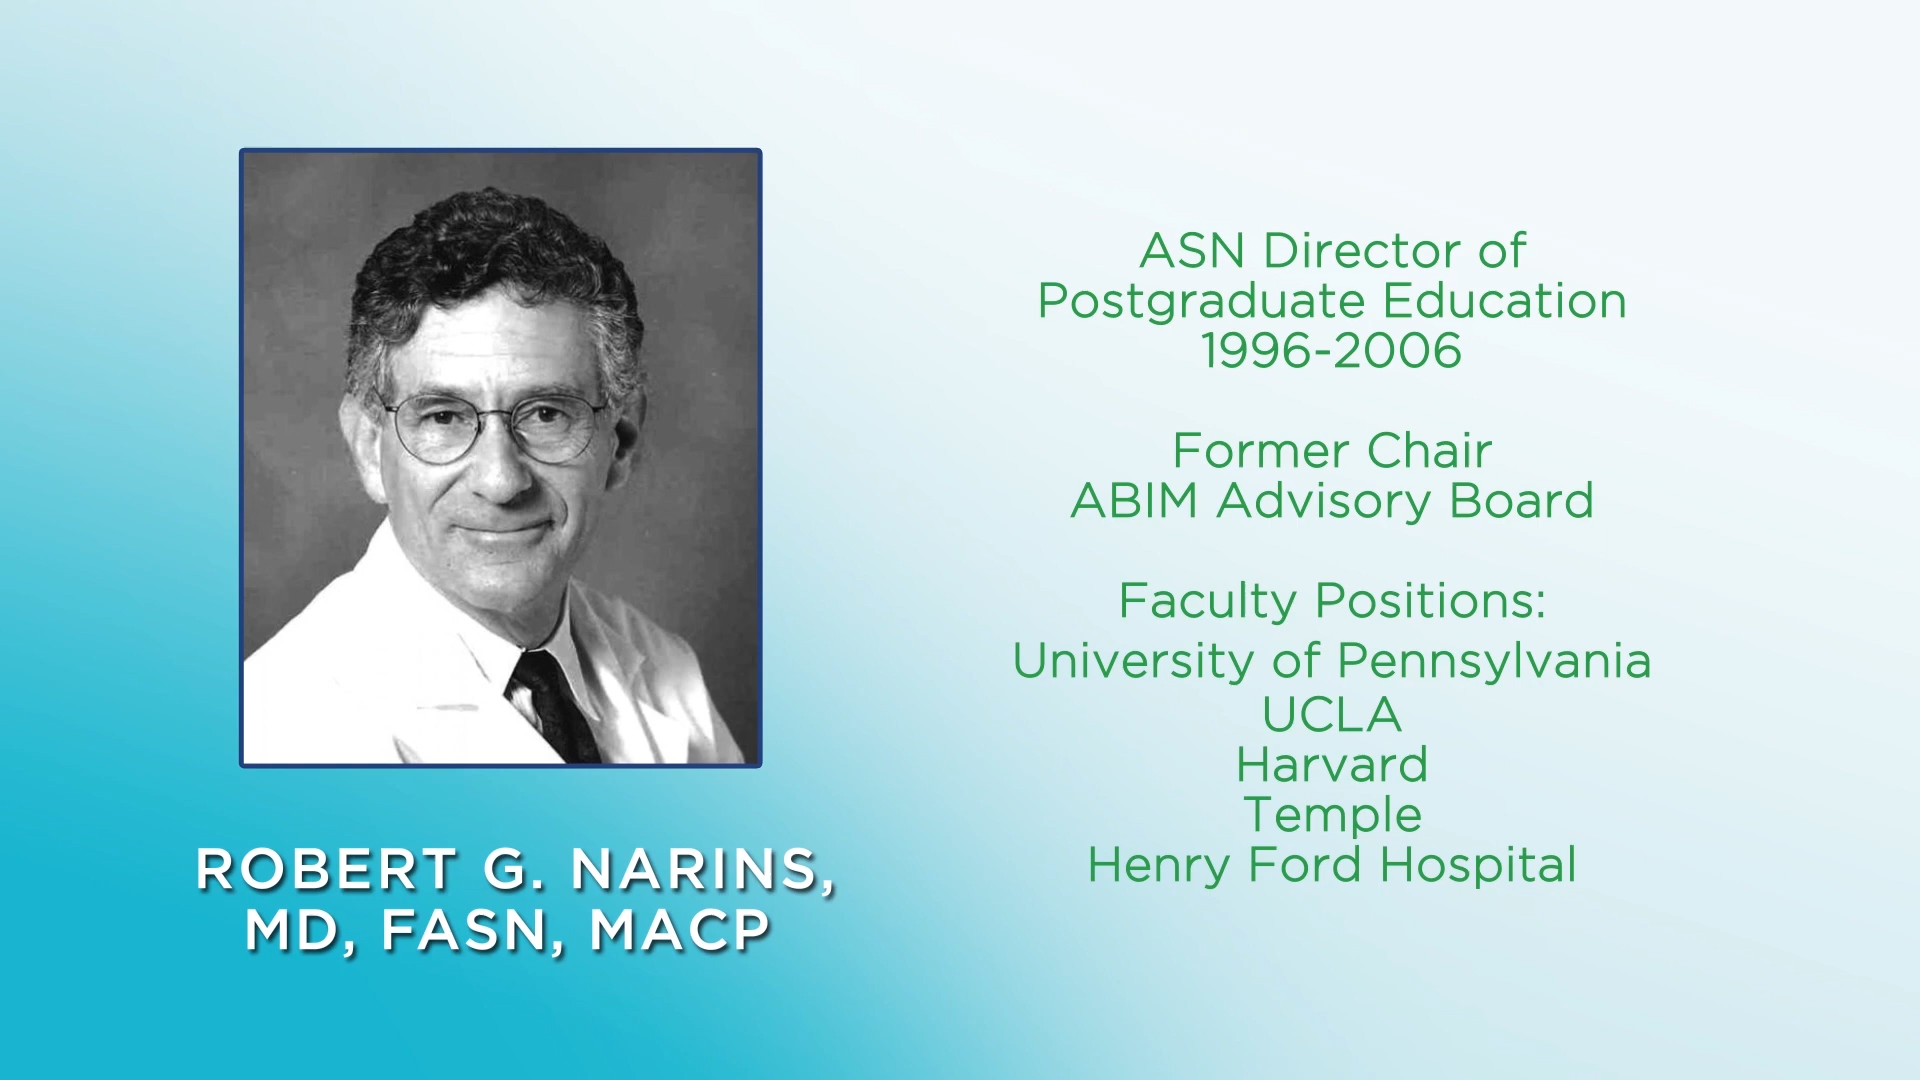 ROBERT G. NARINS,
MD, FASN, MACP
ASN Director of
Postgraduate Education
1996-2006
Former Chair
ABIM Advisory Board
Faculty Positions:
University of Pennsylvania
UCLA
Harvard
Temple
Henry Ford Hospital